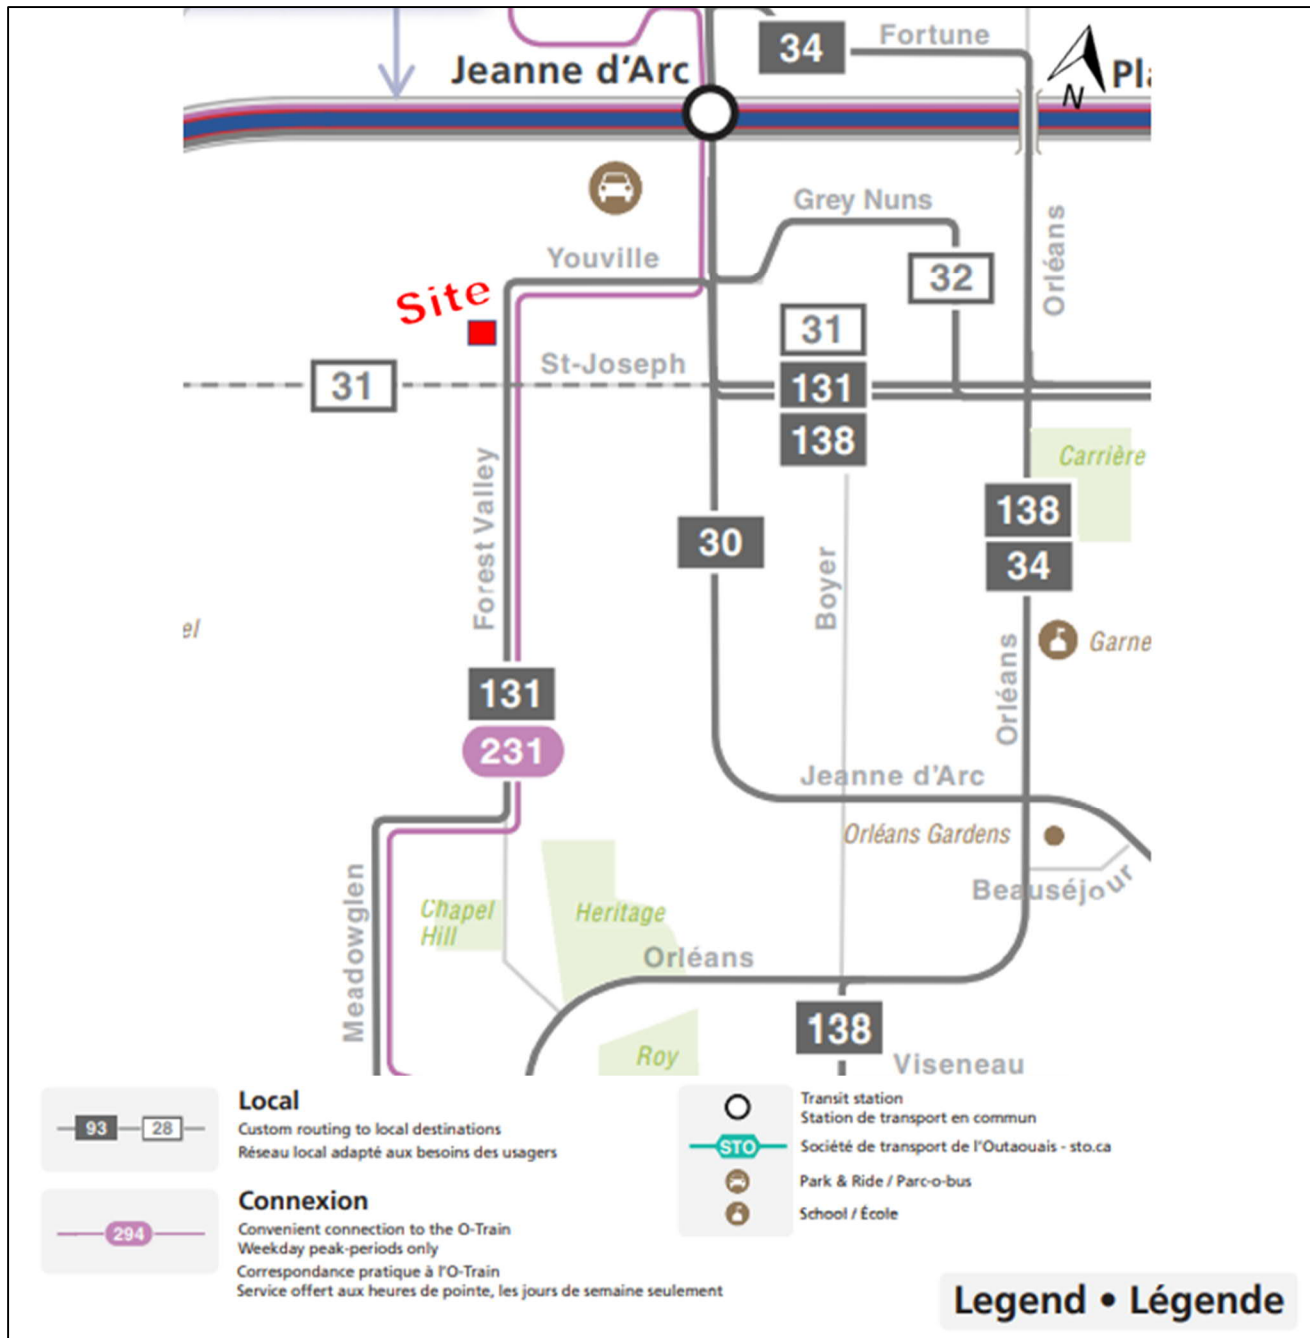 34
Fortune
Jeanne d'Arc
Pla
N
Grey Nuns
Youville
32
Orléans
Site
31
St-Joseph
31
131
138
Carrière
Forest Valley
138
30
34
Boyer
el
Garne
Orléans
131
231
Jeanne d'Arc
Orléans Gardens
Beauséjour
Meadowglen
Chapel
Hill
Heritage
Orléans
138
Roy
Viseneau
93
28
Local
Custom routing to local destinations
Réseau local adapté aux besoins des usagers
294
Connexion
Convenient connection to the O-Train
Weekday peak-periods only
Correspondance pratique à l'O-Train
Service offert aux heures de pointe, les jours de semaine seulement
Transit station
Station de transport en commun
STO
Société de transport de l'Outaouais - sto.ca
Park & Ride / Parc-o-bus
School / École
Legend • Légende